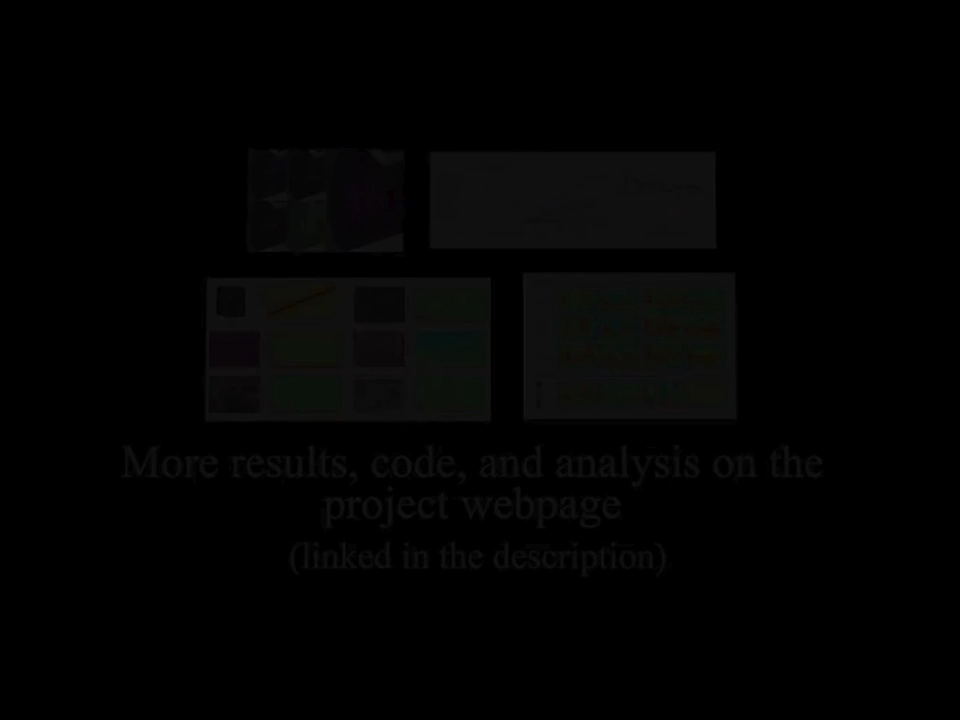 More results, code, and analysis on the
project webpage
(linked in the description)